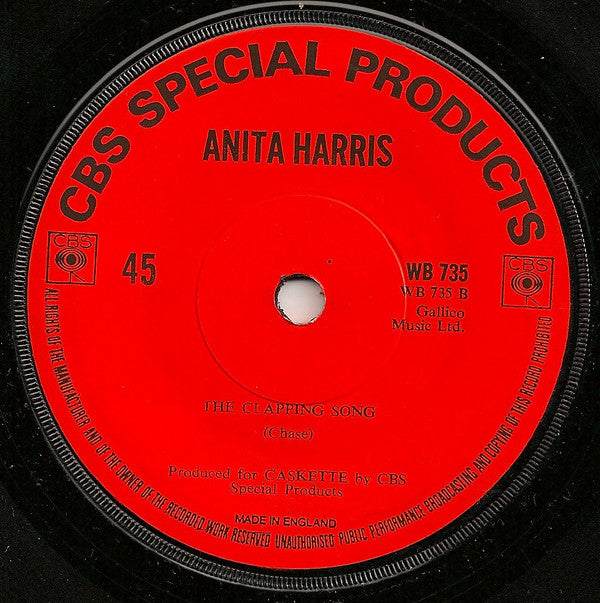 CBS SPECIAL PRODUCTS
ANITA HARRIS
CBS
45
WB 735
WB 735 B
Gallico
Music Ltd.
CBS
THE CLAPPING SONG
(Chase)
Produced for CASKETTE by CBS
Special Products
MADE IN ENGLAND
ALL RIGHTS OF THE MANUFACTURER AND OF THE OWNER OF THE RECORDED WORK RESERVED UNAUTHORISED PUBLIC PERFORMANCE BROADCASTING AND COPYING OF THIS RECORD PROHIBITED